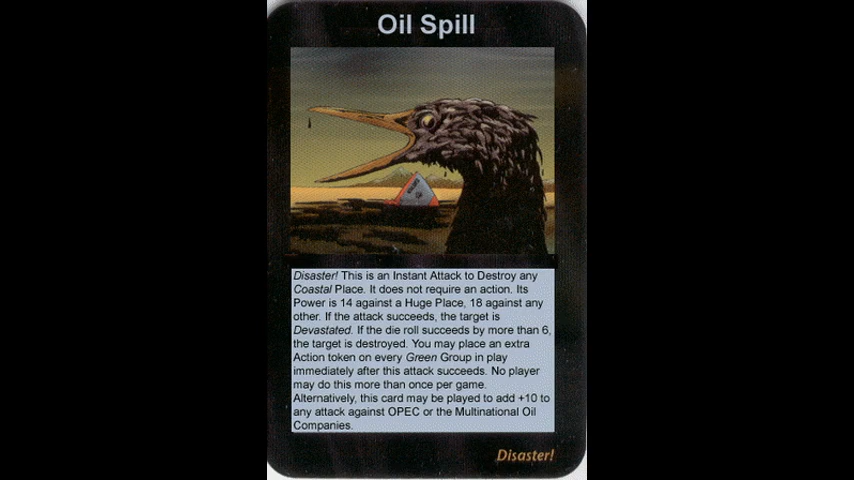 Oil Spill
Disaster! This is an Instant Attack to Destroy any
Coastal Place. It does not require an action. Its
Power is 14 against a Huge Place, 18 against any
other. If the attack succeeds, the target is
Devastated. If the die roll succeeds by more than 6,
the target is destroyed. You may place an extra
Action token on every Green Group in play
immediately after this attack succeeds. No player
may do this more than once per game.
Alternatively, this card may be played to add +10 to
any attack against OPEC or the Multinational Oil
Companies.
Disaster!